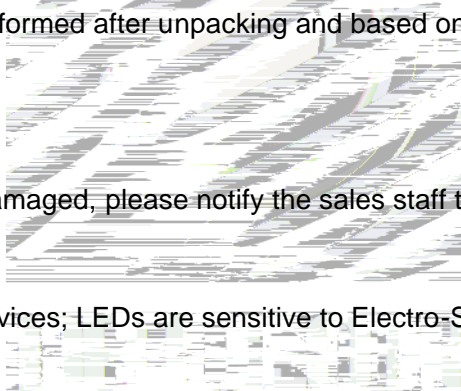 formed after unpacking and based on
amaged, please notify the sales staff t
vices; LEDs are sensitive to Electro-S